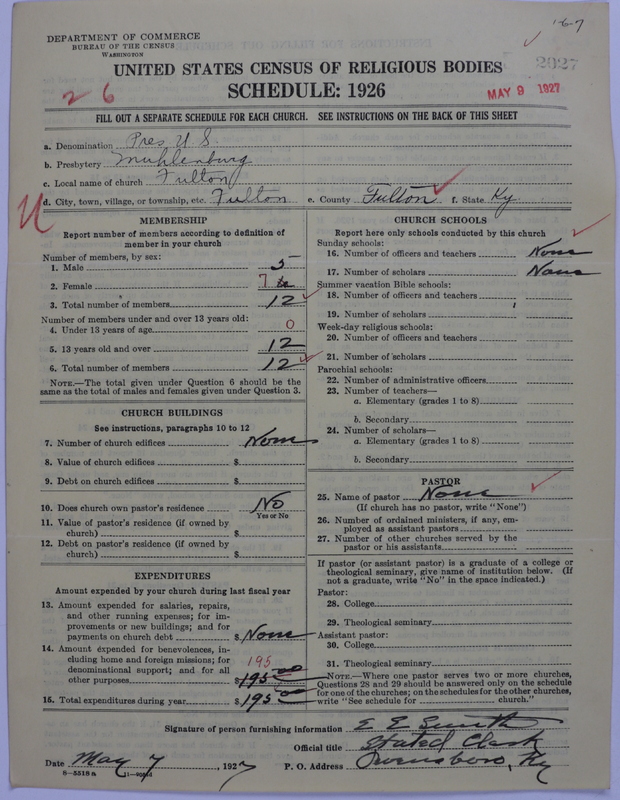 1-6-7
DEPARTMENT OF COMMERCE
BUREAU OF THE CENSUS
WASHINGTON
2027
UNITED STATES CENSUS OF RELIGIOUS BODIES
SCHEDULE: 1926
26
MAY 9 1927
FILL OUT A SEPARATE SCHEDULE FOR EACH CHURCH. SEE INSTRUCTIONS ON THE BACK OF THIS SHEET
a. Denomination Pres U.S.
b. Presbytery Muhlenburg
c. Local name of church Fulton
d. City, town, village, or township, etc. Fulton e. County Fulton f. State Ky
MEMBERSHIP
Report number of members according to definition of
member in your church
Number of members, by sex:
1. Male 5
2. Female 7
3. Total number of members 12
Number of members under and over 13 years old:
4. Under 13 years of age 0
5. 13 years old and over 12
6. Total number of members 12
NOTE.—The total given under Question 6 should be
same as the total of males and females given under Question 3.
CHURCH BUILDINGS
See instructions, paragraphs 10 to 12
7. Number of church edifices None
8. Value of church edifices $
9. Debt on church edifices $
10. Does church own pastor's residence No
Yes or No
11. Value of pastor's residence (if owned by
church) $
12. Debt on pastor's residence (if owned by
church) $
EXPENDITURES
Amount expended by your church during last fiscal year
13. Amount expended for salaries, repairs,
and other running expenses; for im-
provements or new buildings; and for
payments on church debt $ None
14. Amount expended for benevolences, in-
cluding home and foreign missions; for
denominational support; and for all 195
other purposes $ 195 00
15. Total expenditures during year $ 195 00
CHURCH SCHOOLS
Report here only schools conducted by this church
Sunday schools:
16. Number of officers and teachers None
17. Number of scholars None
Summer vacation Bible schools:
18. Number of officers and teachers
19. Number of scholars
Week-day religious schools:
20. Number of officers and teachers
21. Number of scholars
Parochial schools:
22. Number of administrative officers
23. Number of teachers—
a. Elementary (grades 1 to 8)
b. Secondary
24. Number of scholars—
a. Elementary (grades 1 to 8)
b. Secondary
PASTOR
25. Name of pastor None
(If church has no pastor, write "None")
26. Number of ordained ministers, if any, em-
ployed as assistant pastors
27. Number of other churches served by the
pastor or his assistants
If pastor (or assistant pastor) is a graduate of a college or
theological seminary, give name of institution below. (If
not a graduate, write "No" in the space indicated.)
Pastor:
28. College
29. Theological seminary
Assistant pastor:
30. College
31. Theological seminary
NOTE.—Where one pastor serves two or more churches,
Questions 28 and 29 should be answered only on the schedule
for one of the churches; on the schedules for the other churches,
write "See schedule for church."
Signature of person furnishing information E E Smith
Official title Stated Clerk
Date May 7, 1927 P. O. Address Owensboro, Ky
8-5518 a